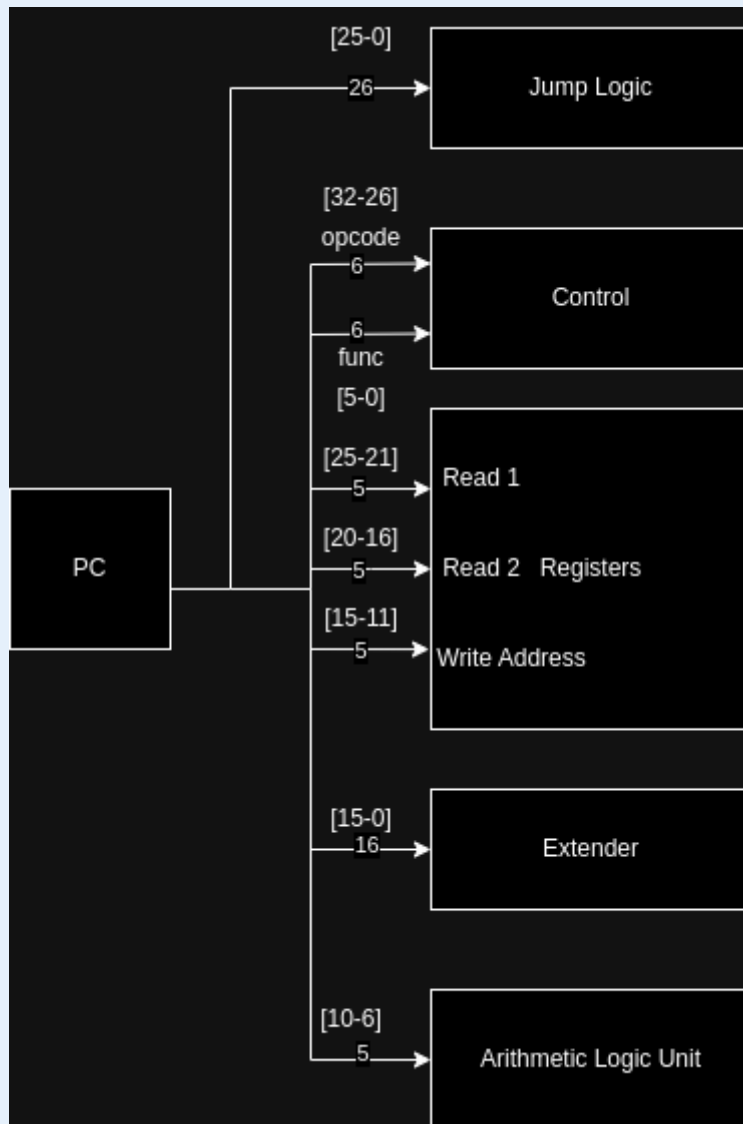 [25-0]
26
Jump Logic
[32-26]
opcode
6
Control
6
func
[5-0]
[25-21]
5
Read 1
[20-16]
PC
5
Read 2 Registers
[15-11]
5
Write Address
[15-0]
16
Extender
[10-6]
5
Arithmetic Logic Unit